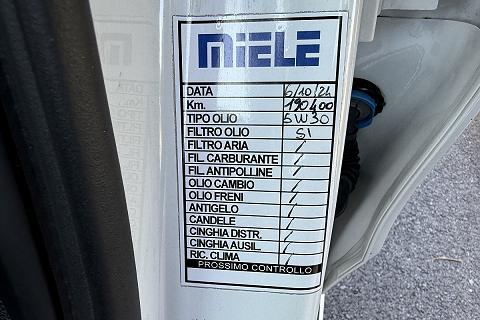 MIELE
DATA 6/10/24
Km. 190400
TIPO OLIO 5W30
FILTRO OLIO SI
FILTRO ARIA /
FIL. CARBURANTE /
FIL. ANTIPOLLINE /
OLIO CAMBIO /
OLIO FRENI /
ANTIGELO /
CANDELE /
CINGHIA DISTR. /
CINGHIA AUSIL. /
RIC. CLIMA /
PROSSIMO CONTROLLO